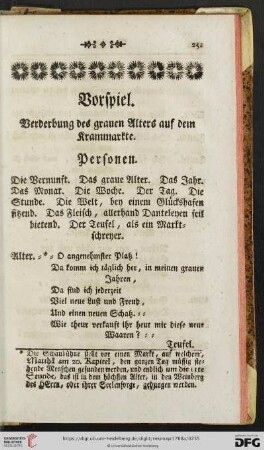 251
Vorspiel.
Verderbung des grauen Alters auf dem
Krammarkte.
Personen.
Die Vernunft. Das graue Alter. Das Jahr.
Das Monat. Die Woche. Der Tag. Die
Stunde. Die Welt, bey einem Glückshafen
sitzend. Das Fleisch, allerhand Danteleyen feil
bietend. Der Teufel, als ein Markt-
schreyer.
Alter. -*- O angenehmster Platz!
Da komm ich täglich her, in meinen grauen
Jahren,
Da find ich jederzeit
Viel neue Lust und Freud,
Und einen neuen Schatz. --
Wie theur verkauft ihr heut mir diese neue
Waaren? --
Teufel.
* Die Schaubühne stellt vor einen Markt, auf welchem
Matthä am 20. Kapitel, den ganzen Tag müßig ste-
hende Menschen gefunden werden, und endlich um die 11te
Stunde, das ist in dem höchsten Alter, in den Weinberg
des HErrn, oder ihrer Seelensorge, gezwungen werden.